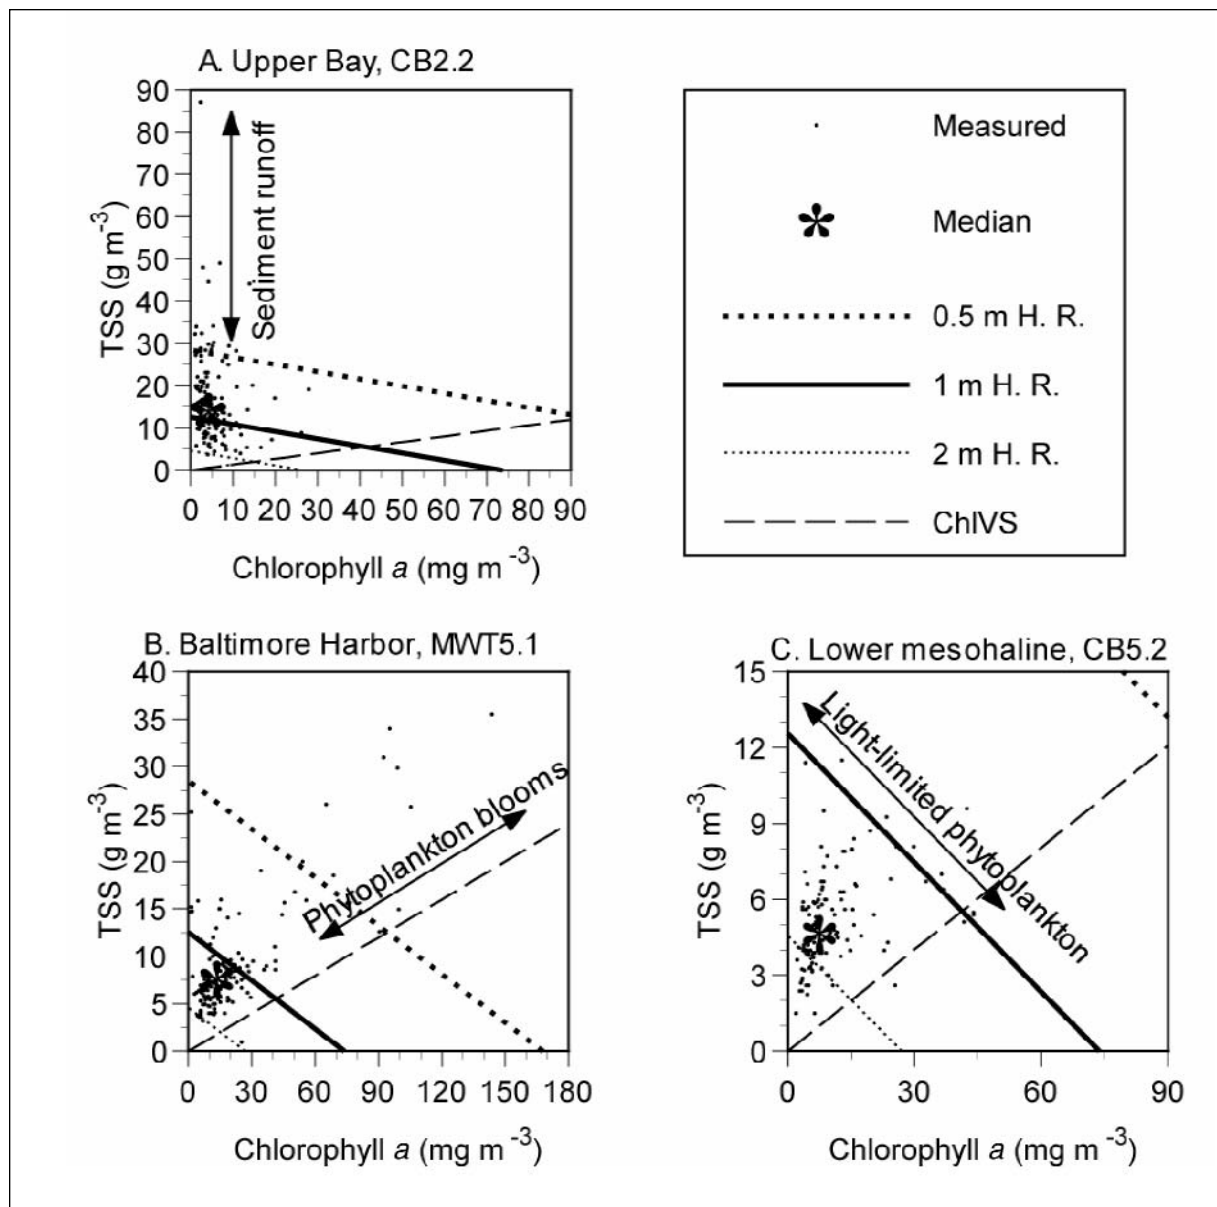 A. Upper Bay, CB2.2
90
80
70
60
50
40
30
20
10
0
TSS (g m-3)
Sediment runoff
0 10 20 30 40 50 60 70 80 90
Chlorophyll a (mg m-3)
Measured
Median
0.5 m H. R.
1 m H. R.
2 m H. R.
ChlVS
B. Baltimore Harbor, MWT5.1
40
35
30
25
20
15
10
5
0
TSS (g m-3)
Phytoplankton blooms
0 30 60 90 120 150 180
Chlorophyll a (mg m-3)
C. Lower mesohaline, CB5.2
15
12
9
6
3
0
TSS (g m-3)
Light-limited phytoplankton
0 30 60 90
Chlorophyll a (mg m-3)